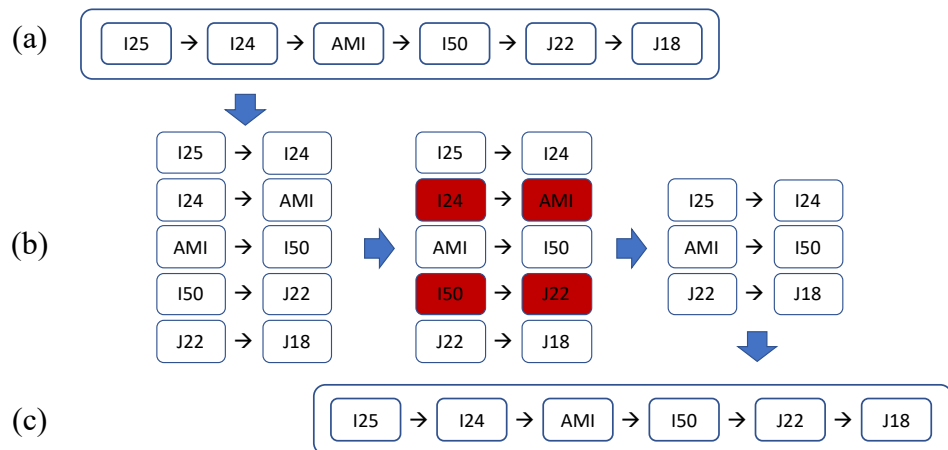 (a) I25 → I24 → AMI → I50 → J22 → J18
I25 → I24 I25 → I24
I24 → AMI I24 → AMI I25 → I24
(b) AMI → I50 AMI → I50 AMI → I50
I50 → J22 I50 → J22 J22 → J18
J22 → J18 J22 → J18
(c) I25 → I24 → AMI → I50 → J22 → J18